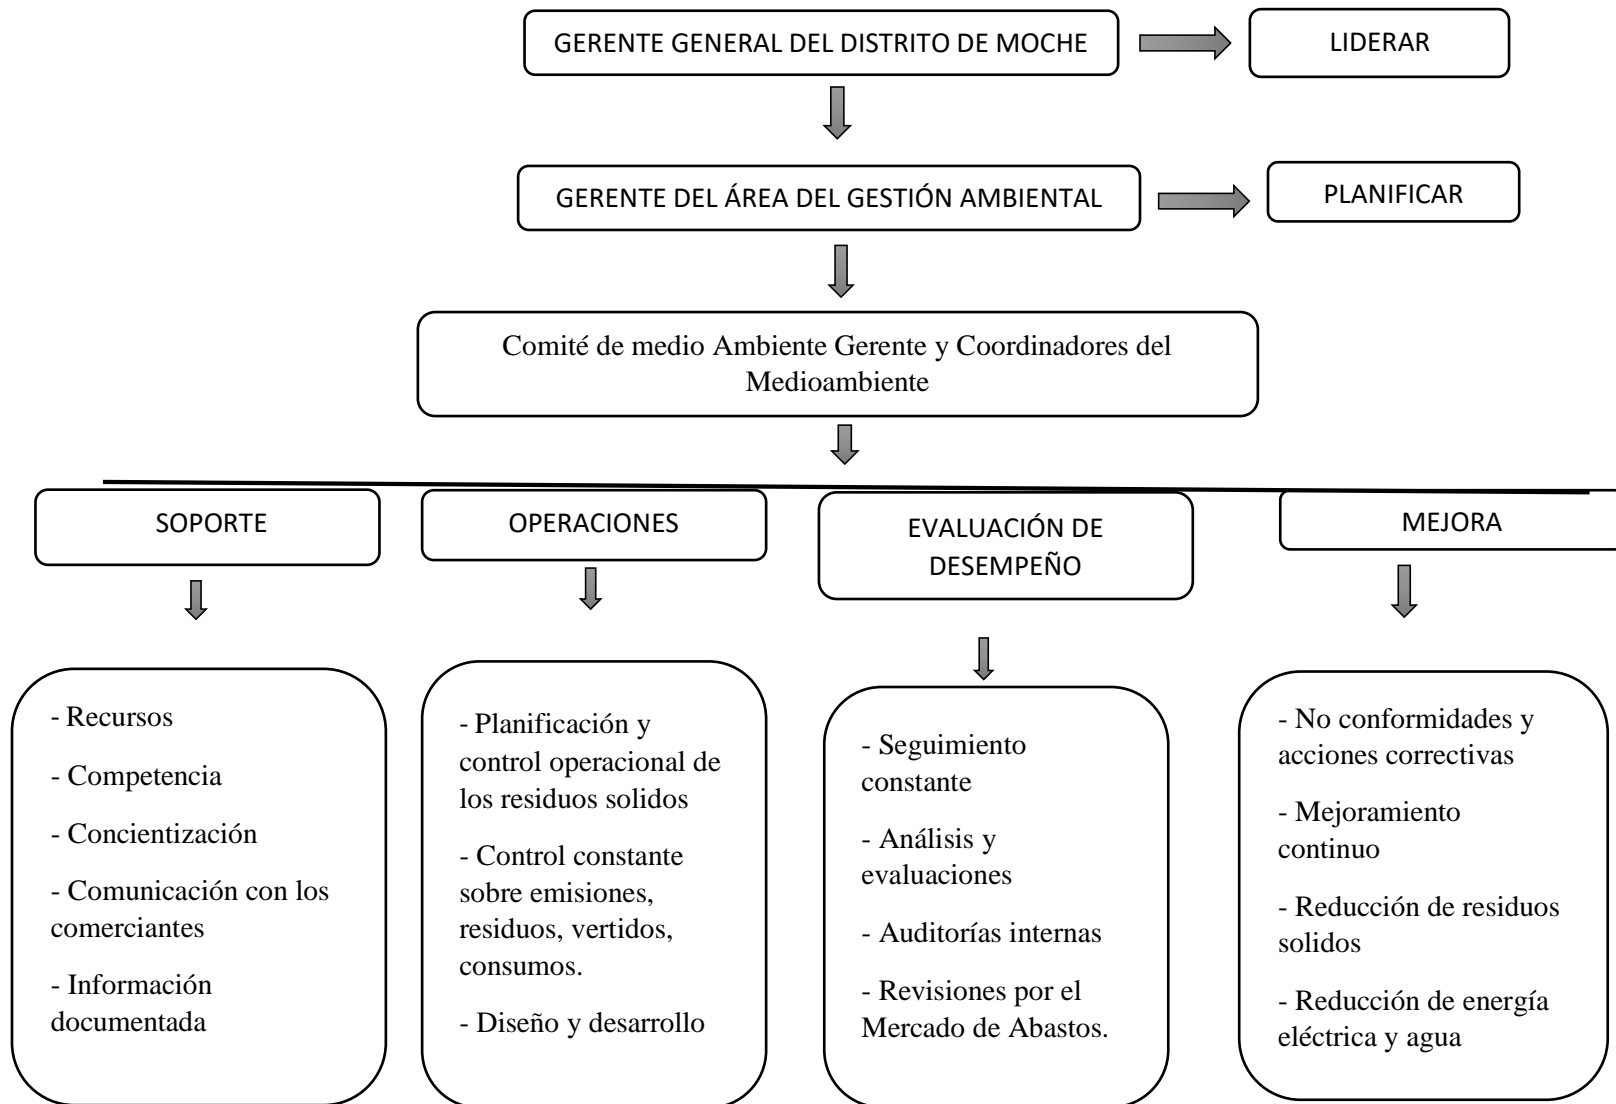 GERENTE GENERAL DEL DISTRITO DE MOCHE
LIDERAR
GERENTE DEL ÁREA DEL GESTIÓN AMBIENTAL
PLANIFICAR
Comité de medio Ambiente Gerente y Coordinadores del
Medioambiente
SOPORTE
OPERACIONES
EVALUACIÓN DE
DESEMPEÑO
MEJORA
- Recursos
- Competencia
- Concientización
- Comunicación con los
comerciantes
- Información
documentada
- Planificación y
control operacional de
los residuos solidos
- Control constante
sobre emisiones,
residuos, vertidos,
consumos.
- Diseño y desarrollo
- Seguimiento
constante
- Análisis y
evaluaciones
- Auditorías internas
- Revisiones por el
Mercado de Abastos.
- No conformidades y
acciones correctivas
- Mejoramiento
continuo
- Reducción de residuos
solidos
- Reducción de energía
eléctrica y agua